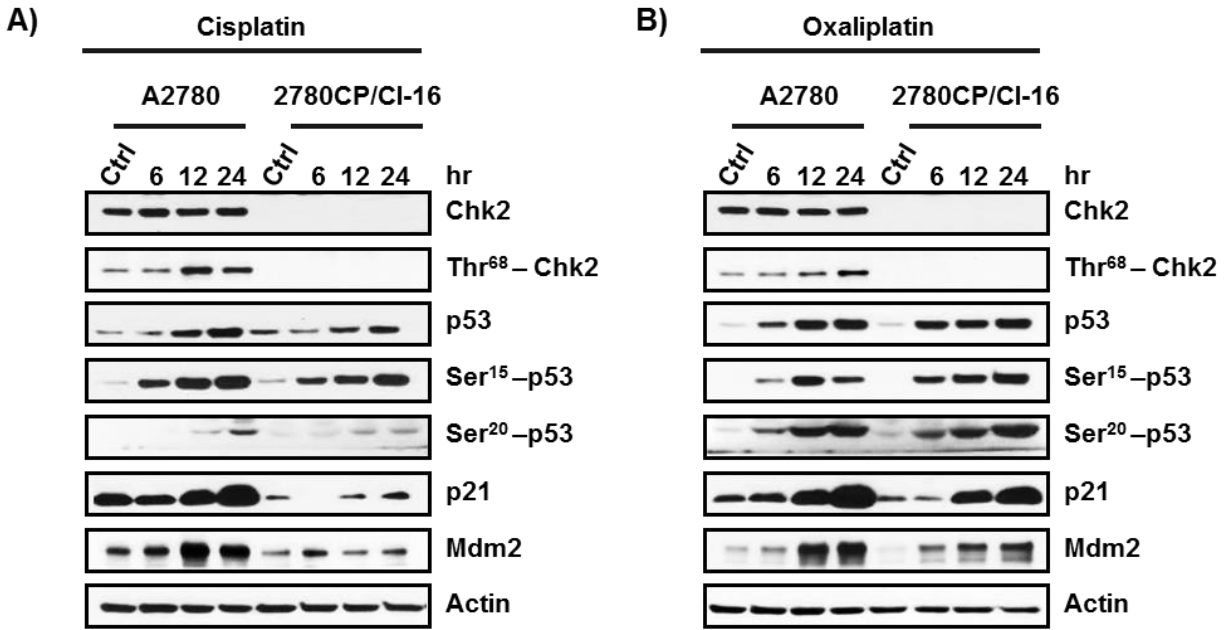 A)
Cisplatin
A2780 2780CP/CI-16
Ctrl 6 12 24 Ctrl 6 12 24 hr
Chk2
Thr⁶⁸ – Chk2
p53
Ser¹⁵ –p53
Ser²⁰ –p53
p21
Mdm2
Actin
B)
Oxaliplatin
A2780 2780CP/CI-16
Ctrl 6 12 24 Ctrl 6 12 24 hr
Chk2
Thr⁶⁸ – Chk2
p53
Ser¹⁵ –p53
Ser²⁰ –p53
p21
Mdm2
Actin